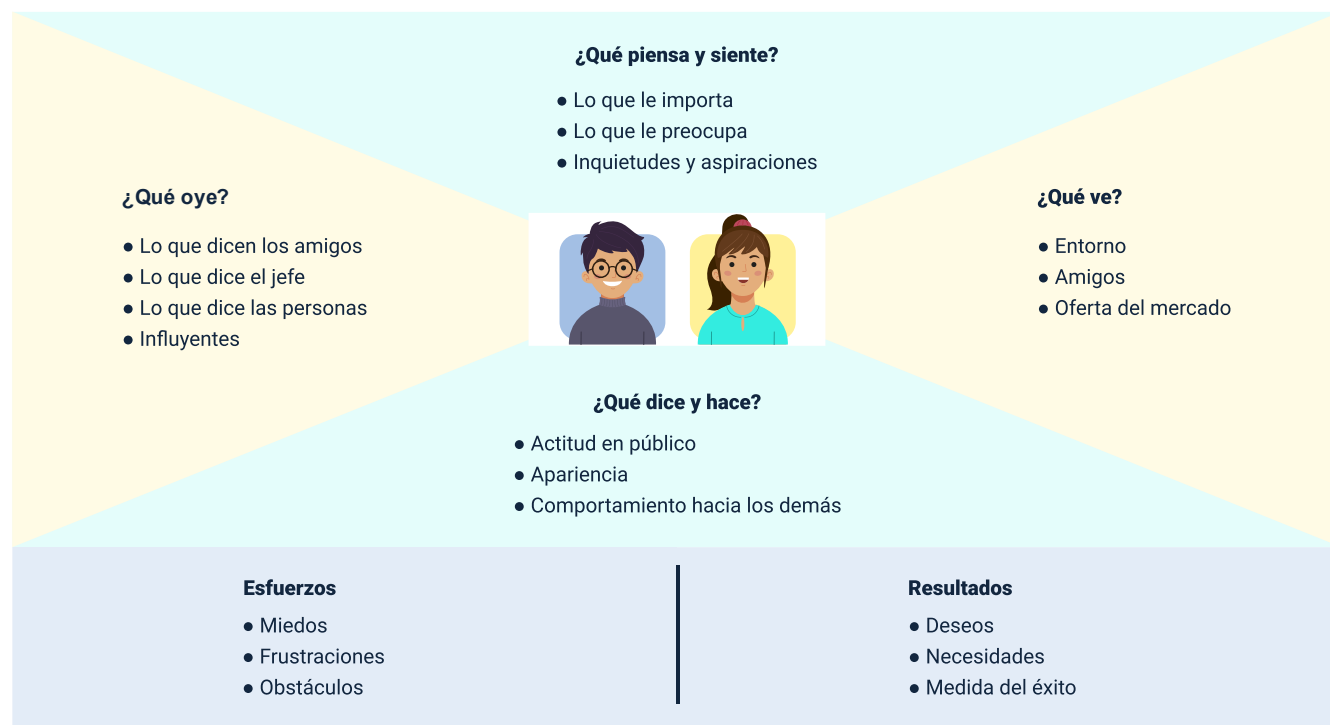 ¿Qué piensa y siente?
● Lo que le importa
● Lo que le preocupa
● Inquietudes y aspiraciones
¿Qué oye?
● Lo que dicen los amigos
● Lo que dice el jefe
● Lo que dice las personas
● Influyentes
¿Qué ve?
● Entorno
● Amigos
● Oferta del mercado
¿Qué dice y hace?
● Actitud en público
● Apariencia
● Comportamiento hacia los demás
Esfuerzos
● Miedos
● Frustraciones
● Obstáculos
Resultados
● Deseos
● Necesidades
● Medida del éxito